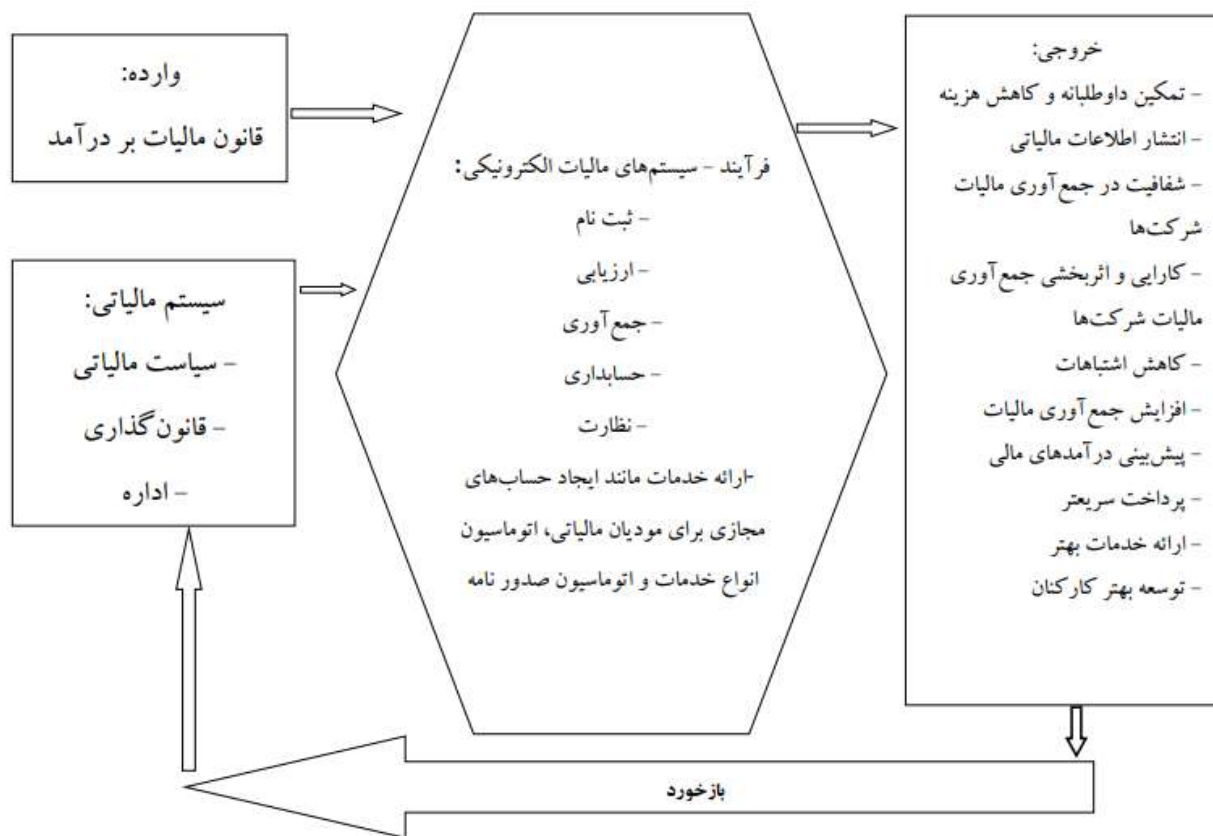 وارده:
قانون مالیات بر درآمد
سیستم مالیاتی:
– سیاست مالیاتی
– قانون‌گذاری
– اداره
فرآیند – سیستم‌های مالیات الکترونیکی:
– ثبت نام
– ارزیابی
– جمع‌آوری
– حسابداری
– نظارت
-ارائه خدمات مانند ایجاد حساب‌های
مجازی برای مودیان مالیاتی، اتوماسیون
انواع خدمات و اتوماسیون صدور نامه
خروجی:
– تمکین داوطلبانه و کاهش هزینه
– انتشار اطلاعات مالیاتی
– شفافیت در جمع‌آوری مالیات
شرکت‌ها
– کارایی و اثربخشی جمع‌آوری
مالیات شرکت‌ها
– کاهش اشتباهات
– افزایش جمع‌آوری مالیات
پیش‌بینی درآمدهای مالی
– پرداخت سریعتر
– ارائه خدمات بهتر
– توسعه بهتر کارکنان
بازخورد